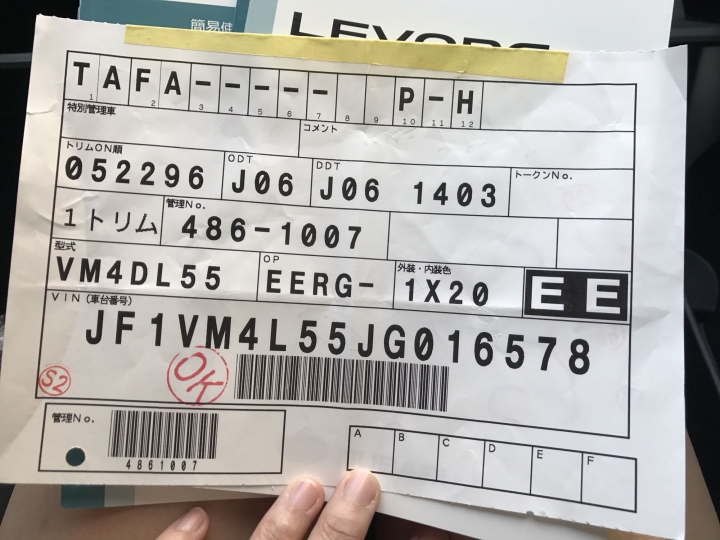 簡易
LEVORG
TAFA----- P-H
1 2 3 4 5 6 7 8 9 10 11 12
特別管理車
コメント
トリムON順 ODT DDT トークンNo.
052296 J06 J06 1403
管理No.
1トリム 486-1007
型式 OP 外装・内装色
VM4DL55 EERG- 1X20 EE
VIN(車台番号)
JF1VM4L55JG016578
OK
S2
管理No.
4861007
A B C D E F